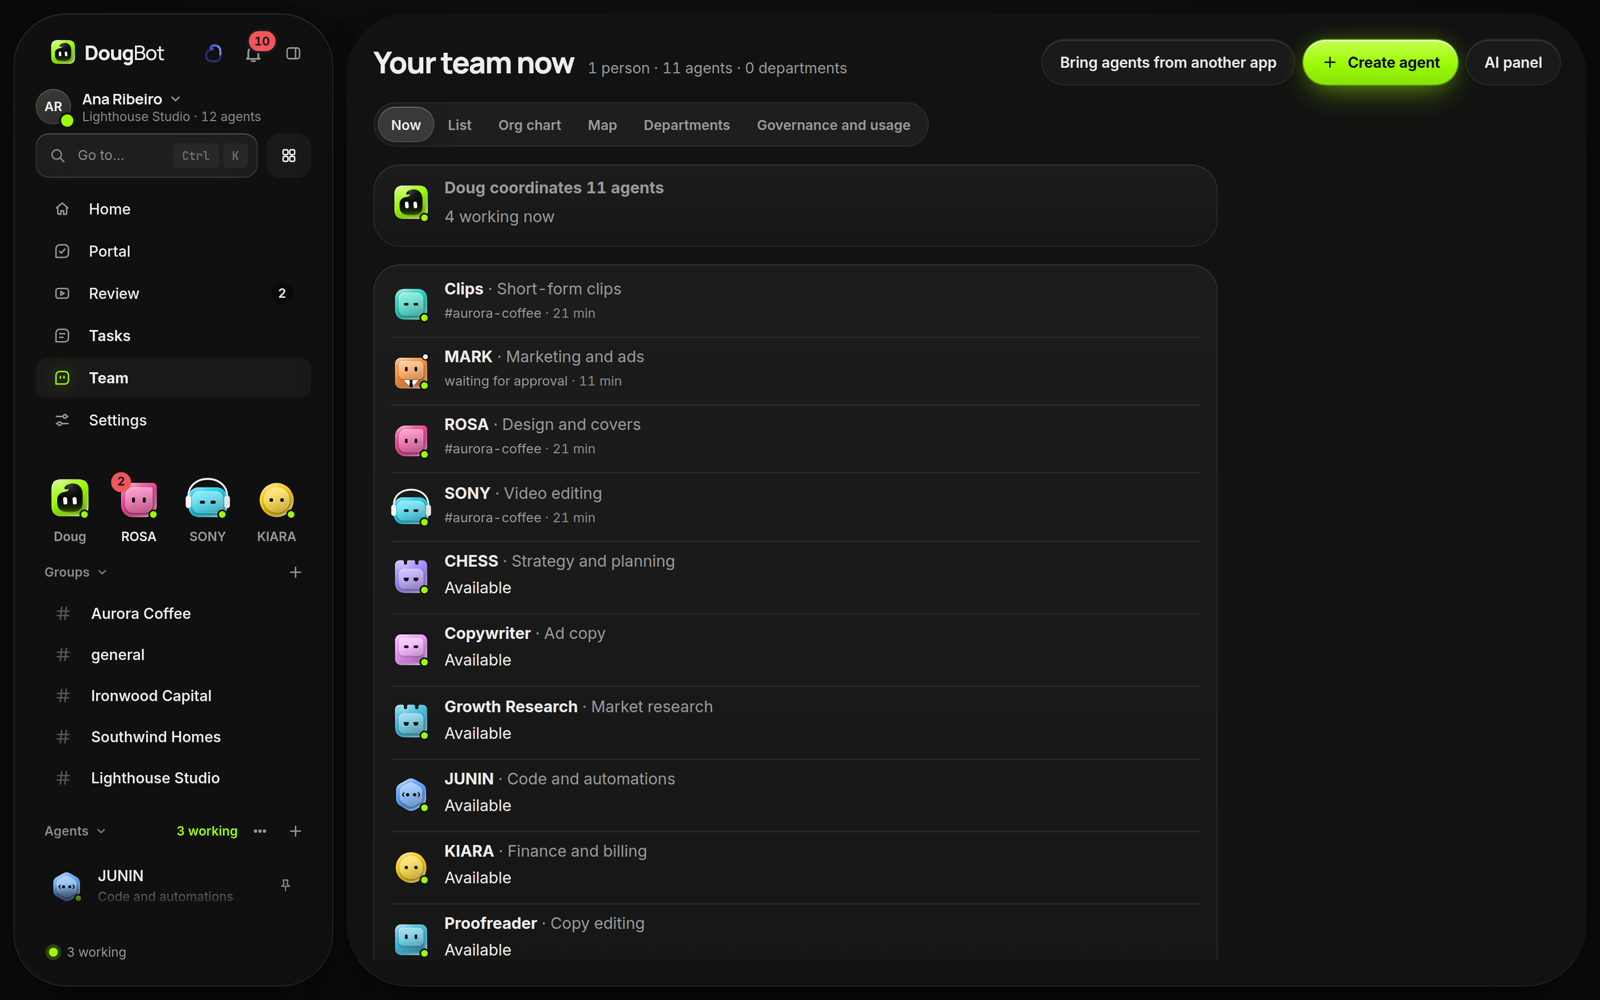 DougBot
10
AR
Ana Ribeiro
Lighthouse Studio · 12 agents
Go to...
Ctrl
K
Home
Portal
Review
2
Tasks
Team
Settings
2
Doug
ROSA
SONY
KIARA
Groups
# Aurora Coffee
# general
# Ironwood Capital
# Southwind Homes
# Lighthouse Studio
Agents
3 working
JUNIN
Code and automations
3 working
Your team now
1 person · 11 agents · 0 departments
Bring agents from another app
+ Create agent
AI panel
Now
List
Org chart
Map
Departments
Governance and usage
Doug coordinates 11 agents
4 working now
Clips · Short-form clips
#aurora-coffee · 21 min
MARK · Marketing and ads
waiting for approval · 11 min
ROSA · Design and covers
#aurora-coffee · 21 min
SONY · Video editing
#aurora-coffee · 21 min
CHESS · Strategy and planning
Available
Copywriter · Ad copy
Available
Growth Research · Market research
Available
JUNIN · Code and automations
Available
KIARA · Finance and billing
Available
Proofreader · Copy editing
Available